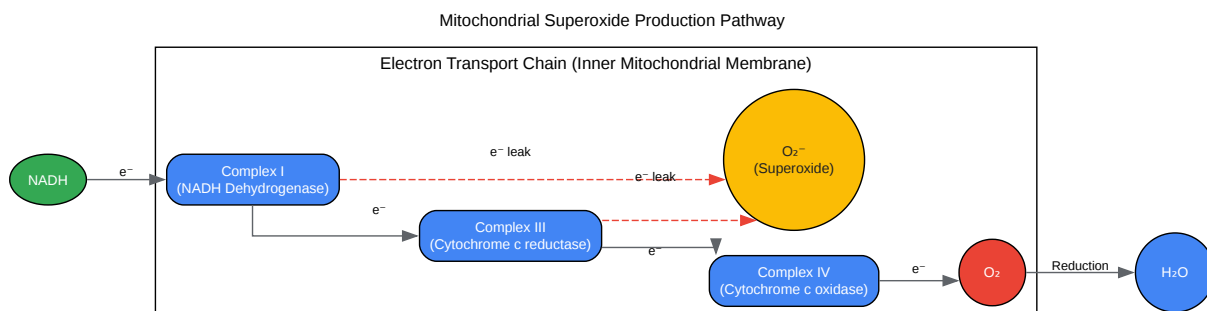 Mitochondrial Superoxide Production Pathway
Electron Transport Chain (Inner Mitochondrial Membrane)
NADH
e⁻
Complex I
(NADH Dehydrogenase)
e⁻ leak
e⁻ leak
O₂⁻
(Superoxide)
e⁻
Complex III
(Cytochrome c reductase)
e⁻
Complex IV
(Cytochrome c oxidase)
e⁻
O₂
Reduction
H₂O